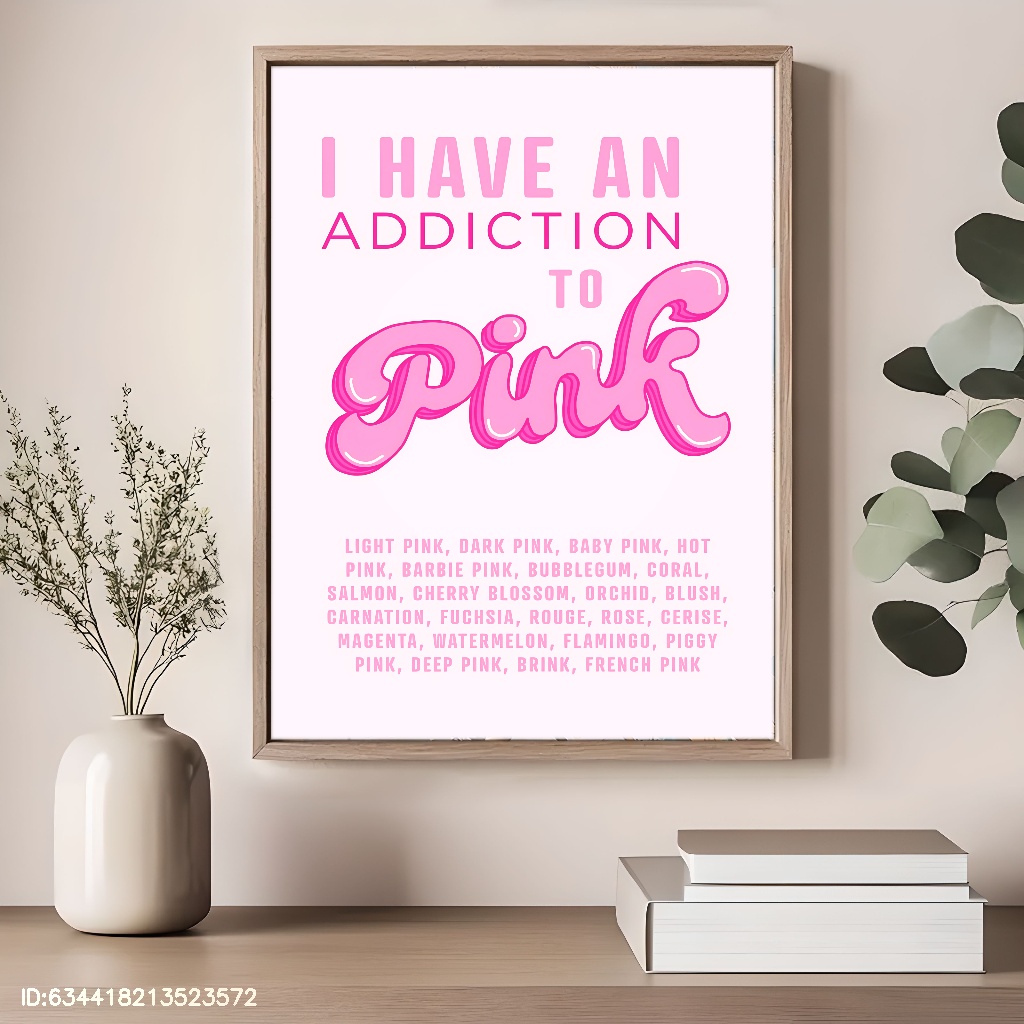 I HAVE AN
ADDICTION
TO
Pink
LIGHT PINK, DARK PINK, BABY PINK, HOT
PINK, BARBIE PINK, BUBBLEGUM, CORAL,
SALMON, CHERRY BLOSSOM, ORCHID, BLUSH,
CARNATION, FUCHSIA, ROUGE, ROSE, CERISE,
MAGENTA, WATERMELON, FLAMINGO, PIGGY
PINK, DEEP PINK, BRINK, FRENCH PINK
ID:634418213523572